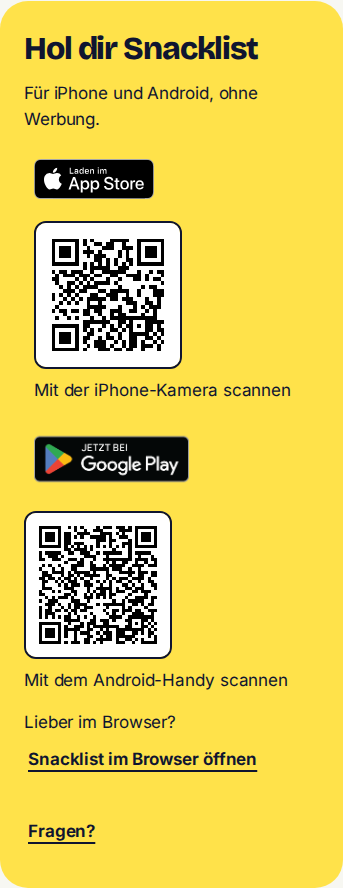 Hol dir Snacklist
Für iPhone und Android, ohne
Werbung.
Laden im
App Store
Mit der iPhone-Kamera scannen
JETZT BEI
Google Play
Mit dem Android-Handy scannen
Lieber im Browser?
Snacklist im Browser öffnen
Fragen?